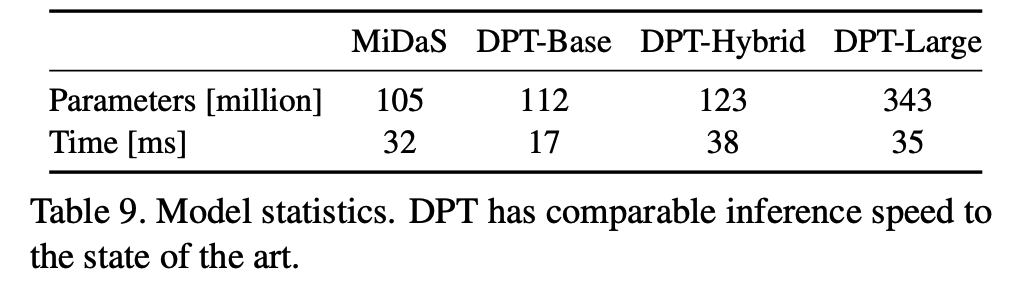 MiDaS DPT-Base DPT-Hybrid DPT-Large
Parameters [million] 105 112 123 343
Time [ms] 32 17 38 35
Table 9. Model statistics. DPT has comparable inference speed to
the state of the art.